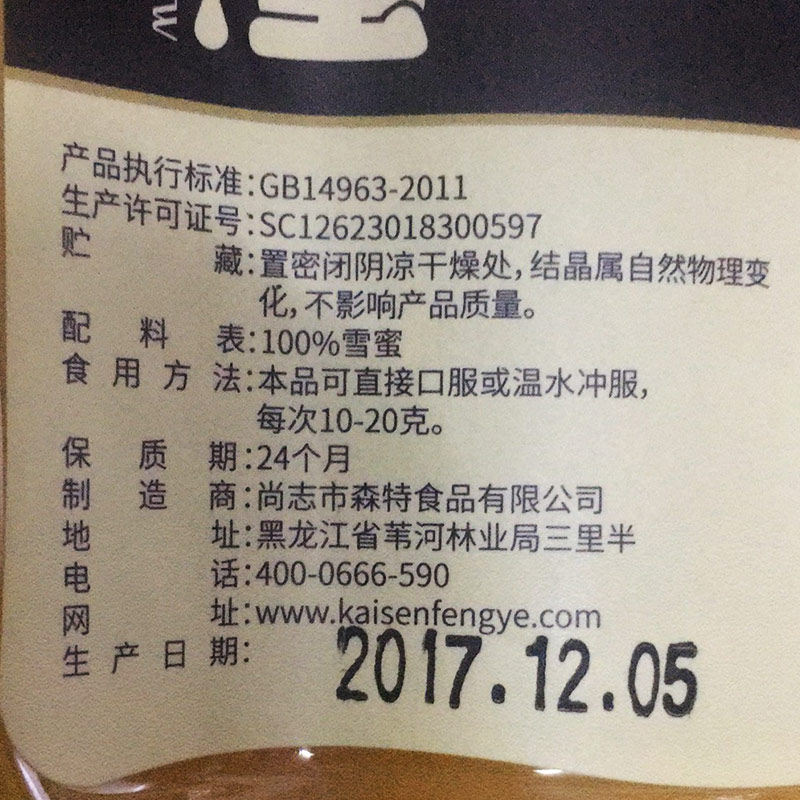 产品执行标准:GB14963-2011
生产许可证号:SC12623018300597
贮藏:置密闭阴凉干燥处,结晶属自然物理变
化,不影响产品质量。
配料表:100%雪蜜
食用方法:本品可直接口服或温水冲服,
每次10-20克。
保质期:24个月
制造商:尚志市森特食品有限公司
地址:黑龙江省苇河林业局三里半
电话:400-0666-590
网址:www.kaisenfengye.com
生产日期:2017.12.05